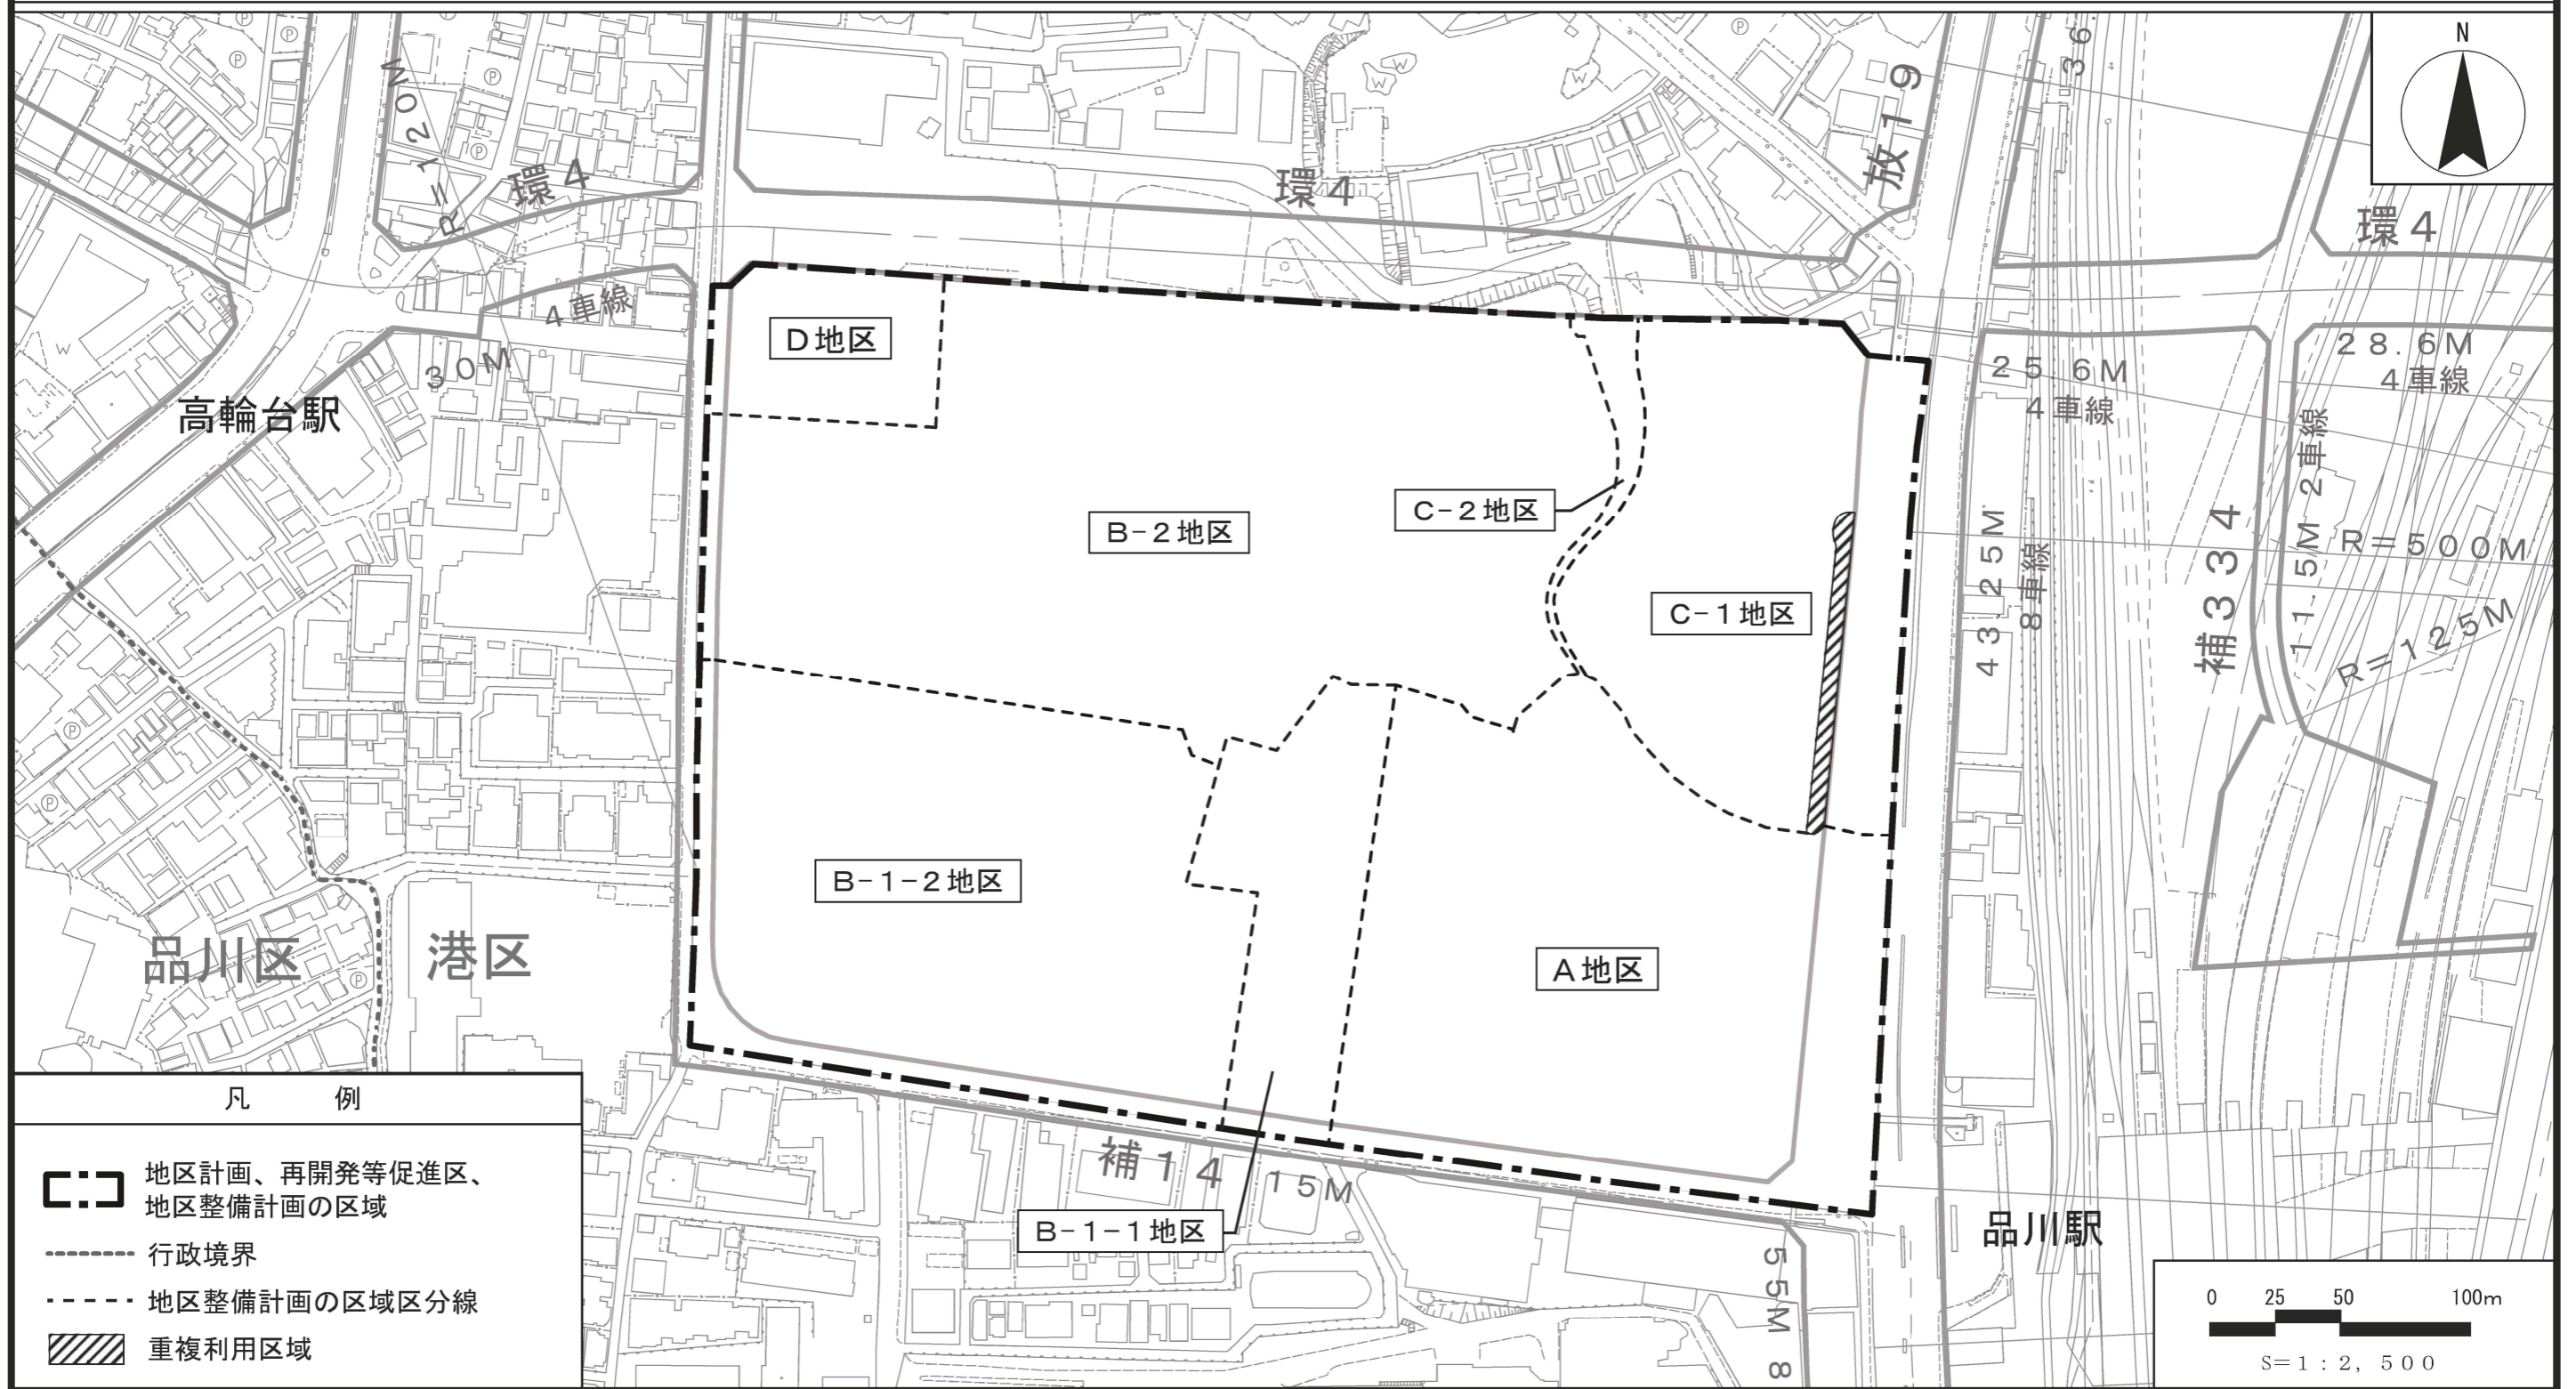 N
R=120M
環4
環4
放19
36.
環4
4車線
30M
高輪台駅
D地区
25.6M
4車線
28.6M
4車線
C-2地区
B-2地区
C-1地区
43.25M
8車線
補334
11.5M 2車線
R=500M
R=125M
B-1-2地区
A地区
品川区
港区
補14
15M
B-1-1地区
品川駅
55M 8
凡 例
地区計画、再開発等促進区、
地区整備計画の区域
行政境界
地区整備計画の区域区分線
重複利用区域
0 25 50 100m
S=1:2,500
P
P
P
P
P
P
P
P
W
W
W